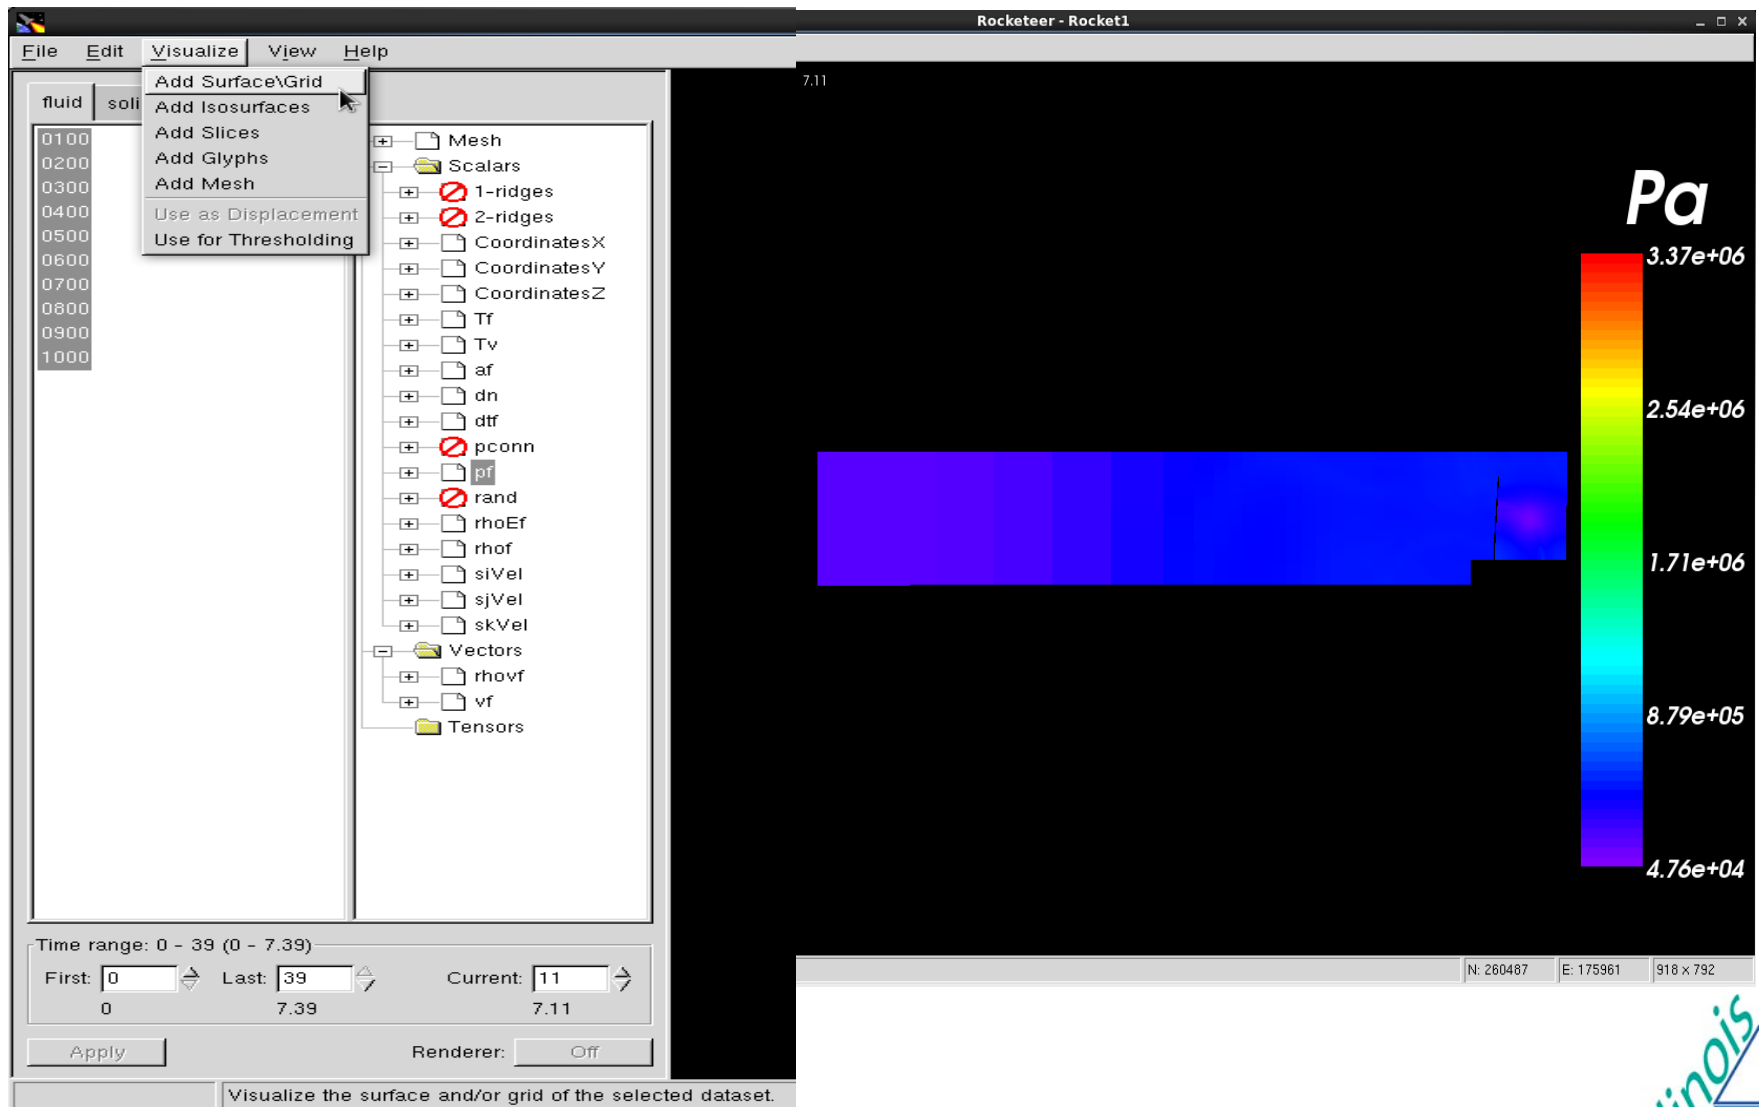 Rocketeer - Rocket1
File Edit Visualize View Help
Add Surface\Grid
Add Isosurfaces
Add Slices
Add Glyphs
Add Mesh
Use as Displacement
Use for Thresholding
fluid soli
0100
0200
0300
0400
0500
0600
0700
0800
0900
1000
Mesh
Scalars
1-ridges
2-ridges
CoordinatesX
CoordinatesY
CoordinatesZ
Tf
Tv
af
dn
dtf
pconn
pf
rand
rhoEf
rhof
siVel
sjVel
skVel
Vectors
rhovf
vf
Tensors
Time range: 0 - 39 (0 - 7.39)
First: 0 Last: 39 Current: 11
0 7.39 7.11
Apply Renderer: Off
Visualize the surface and/or grid of the selected dataset.
7.11
Pa
3.37e+06
2.54e+06
1.71e+06
8.79e+05
4.76e+04
N: 260487 E: 175961 918 x 792
inois